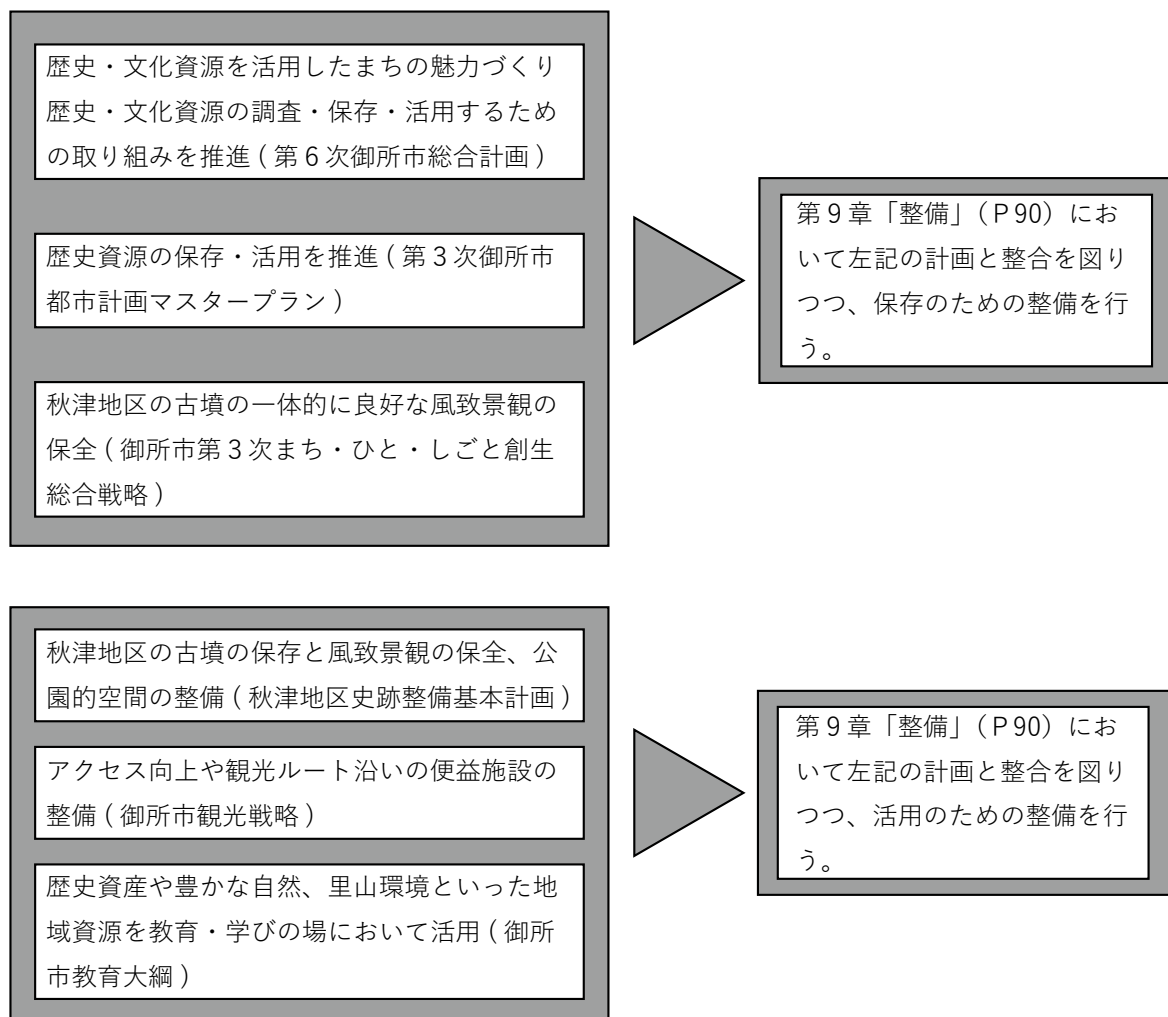 歴史・文化資源を活用したまちの魅力づくり
歴史・文化資源の調査・保存・活用するため
の取り組みを推進 ( 第 6 次御所市総合計画 )
歴史資源の保存・活用を推進 ( 第 3 次御所市
都市計画マスタープラン )
秋津地区の古墳の一体的に良好な風致景観の
保全 ( 御所市第 3 次まち・ひと・しごと創生
総合戦略 )
第 9 章「整備」(P 90) にお
いて左記の計画と整合を図り
つつ、保存のための整備を行
う。
秋津地区の古墳の保存と風致景観の保全、公
園的空間の整備 ( 秋津地区史跡整備基本計画 )
アクセス向上や観光ルート沿いの便益施設の
整備 ( 御所市観光戦略 )
歴史資産や豊かな自然、里山環境といった地
域資源を教育・学びの場において活用 ( 御所
市教育大綱 )
第 9 章「整備」(P 90) にお
いて左記の計画と整合を図り
つつ、活用のための整備を行
う。